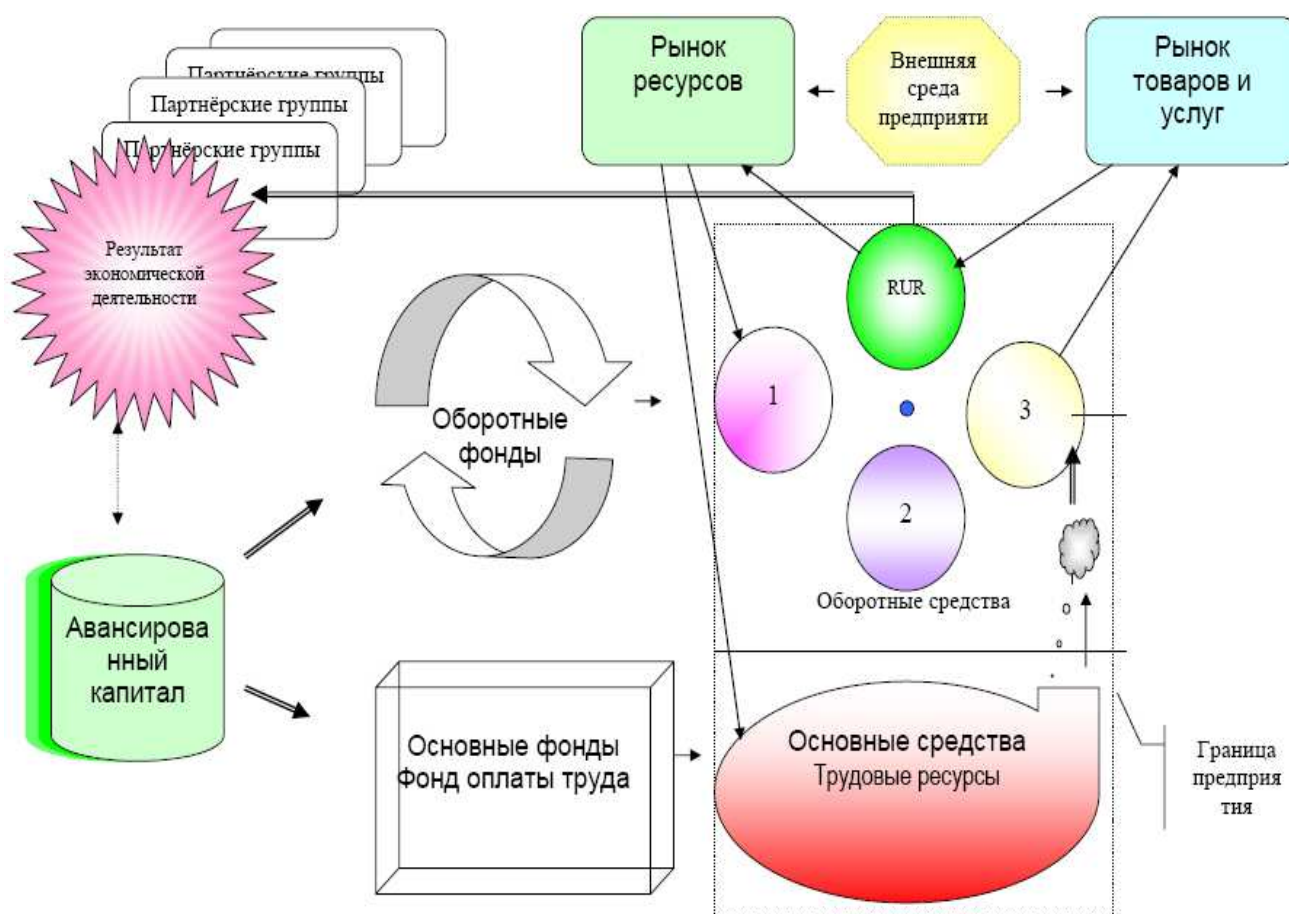 Партнёрские группы
Партнёрские группы
Партнёрские группы
Результат
экономической
деятельности
Рынок
ресурсов
Внешняя
среда
предприяти
Рынок
товаров и
услуг
RUR
1
3
2
Оборотные средства
Оборотные
фонды
Авансирова
нный
капитал
Основные фонды
Фонд оплаты труда
Основные средства
Трудовые ресурсы
Граница
предприя
тия